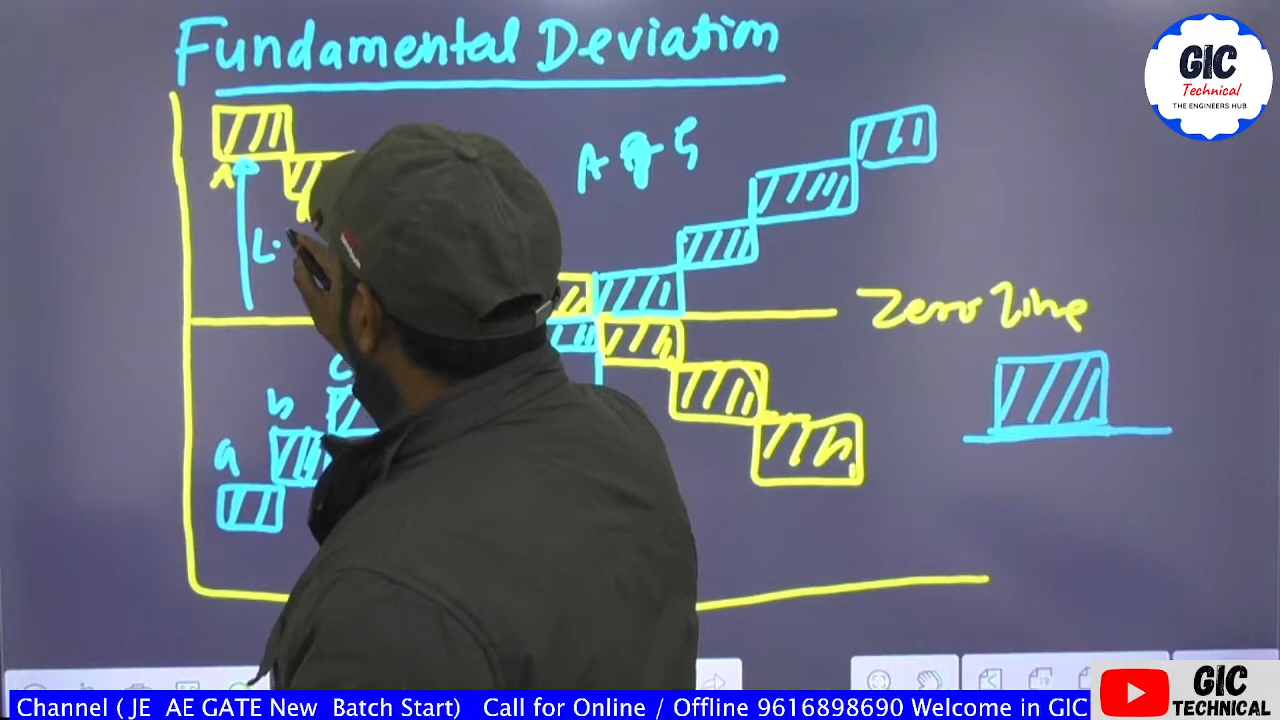 Fundamental Deviation
GIC
Technical
THE ENGINEERS HUB
A
L.
Zero Line
c
b
a
Channel ( JE AE GATE New Batch Start) Call for Online / Offline 9616898690 Welcome in GIC
GIC
TECHNICAL